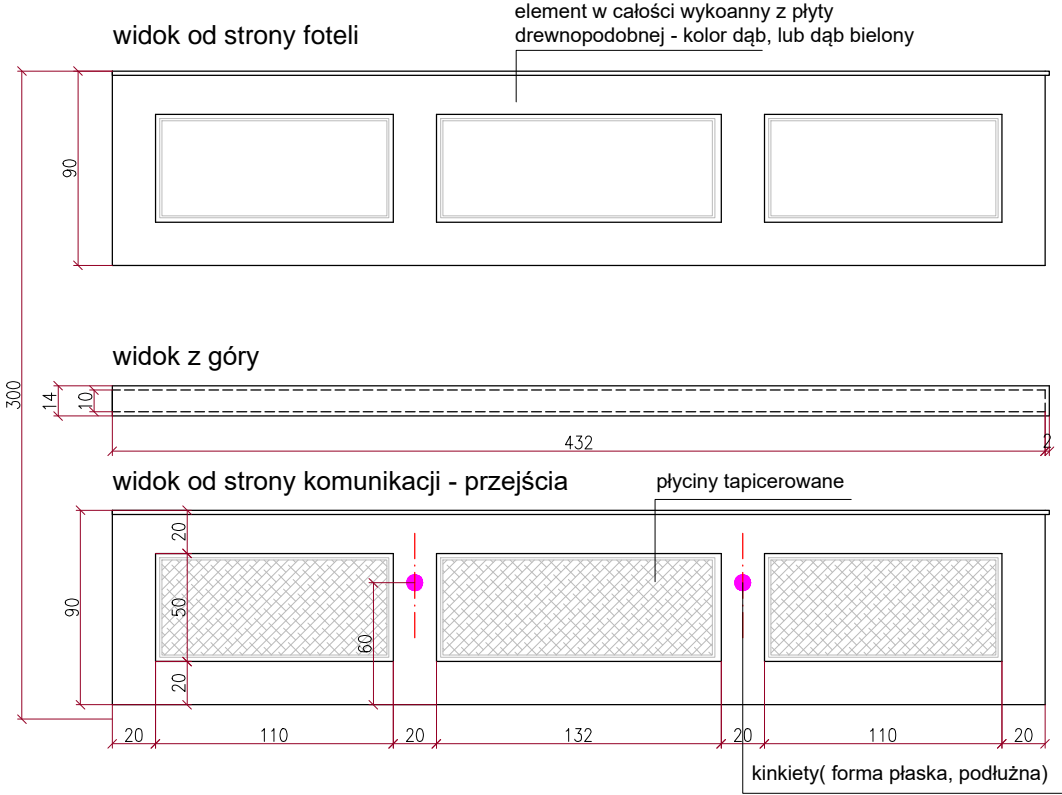 widok od strony foteli
element w całości wykoanny z płyty
drewnopodobnej - kolor dąb, lub dąb bielony
90
300
widok z góry
14
10
432
2
widok od strony komunikacji - przejścia
płyciny tapicerowane
90
20
50
20
60
20
110
20
132
20
110
20
kinkiety( forma płaska, podłużna)